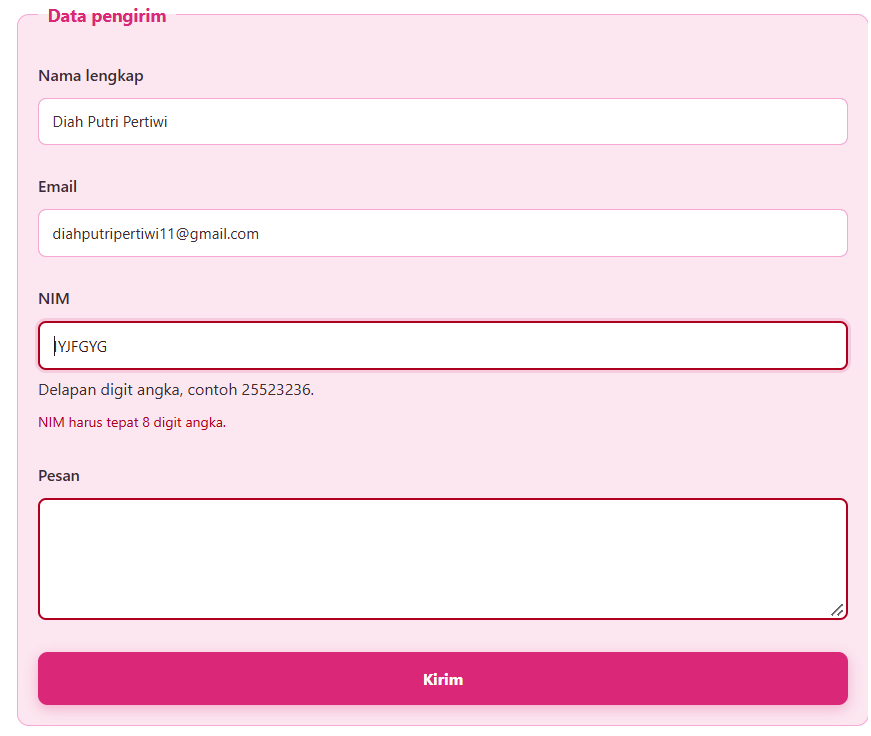 Data pengirim
Nama lengkap
Diah Putri Pertiwi
Email
diahputripertiwi11@gmail.com
NIM
IYJFGYG
Delapan digit angka, contoh 25523236.
NIM harus tepat 8 digit angka.
Pesan
Kirim